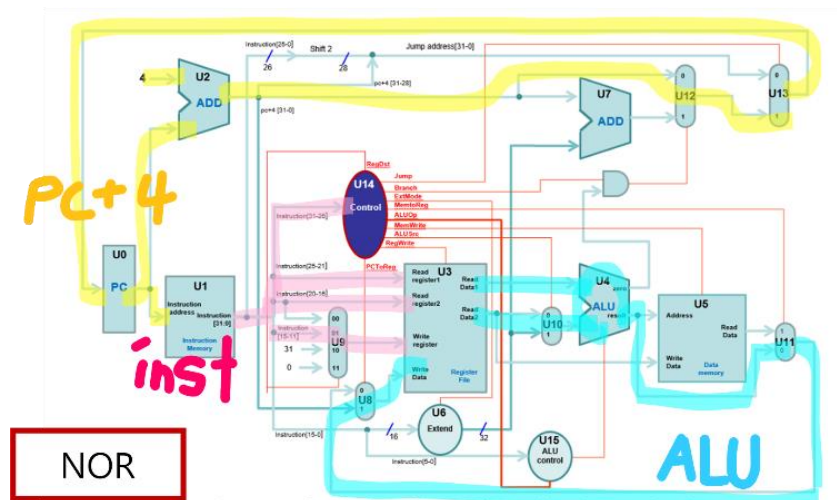 Instruction[25-0]
Shift 2
Jump address[31-0]
26
28
4
U2
ADD
pc+4 [31-28]
pc+4 [31-0]
0
U12
1
0
U13
1
U7
ADD
RegDst
U14
Control
Jump
Branch
ExtMode
MemtoReg
ALUOp
MemWrite
ALUSrc
RegWrite
PCToReg
PC+4
Instruction[31-26]
U0
PC
U1
Instruction address
Instruction [31:0]
Instruction Memory
Instruction[25-21]
Instruction[20-16]
Instruction [15-11]
31
0
00
01
U9
10
11
U3
Read register1
Read register2
Write register
Write Data
Read Data1
Read Data2
Register File
0
U10
1
U4
ALU
zero
result
U5
Address
Read Data
Write Data
Data memory
1
U11
0
inst
0
U8
1
U6
Extend
Instruction[15-0]
16
32
Instruction[5-0]
U15
ALU control
ALU
NOR